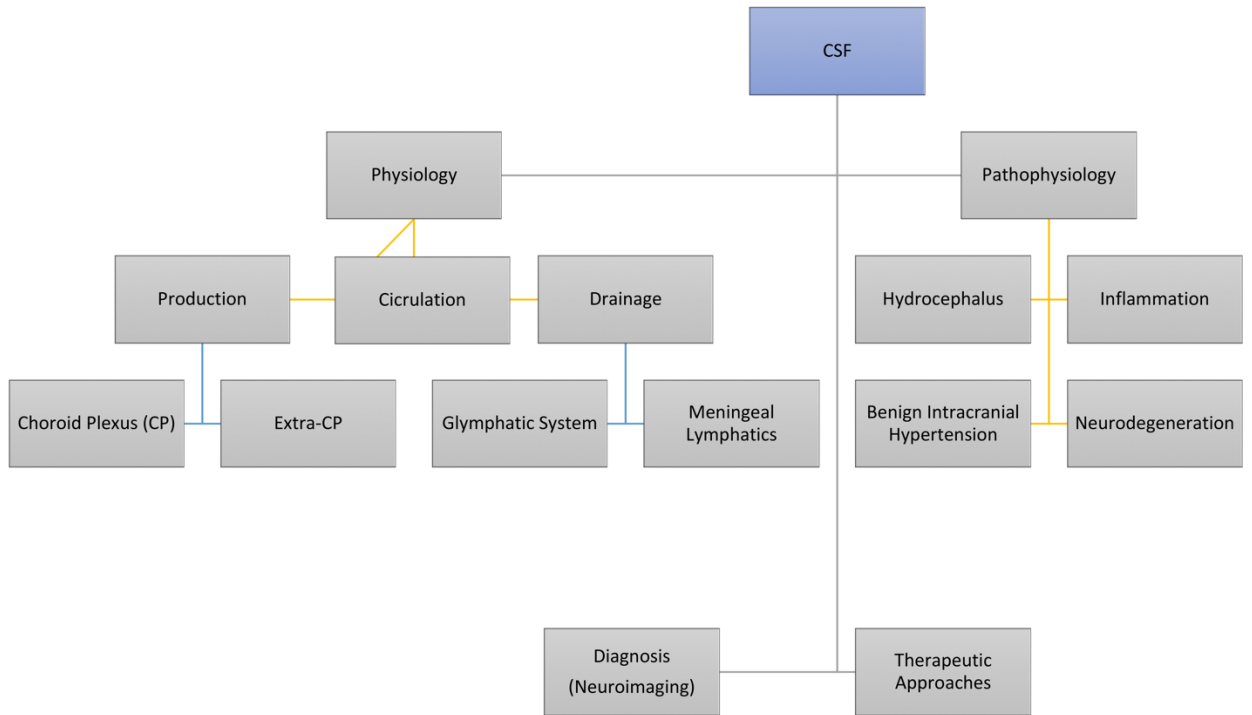 CSF
Physiology
Pathophysiology
Production
Cicrulation
Drainage
Hydrocephalus
Inflammation
Choroid Plexus (CP)
Extra-CP
Glymphatic System
Meningeal
Lymphatics
Benign Intracranial
Hypertension
Neurodegeneration
Diagnosis
(Neuroimaging)
Therapeutic
Approaches